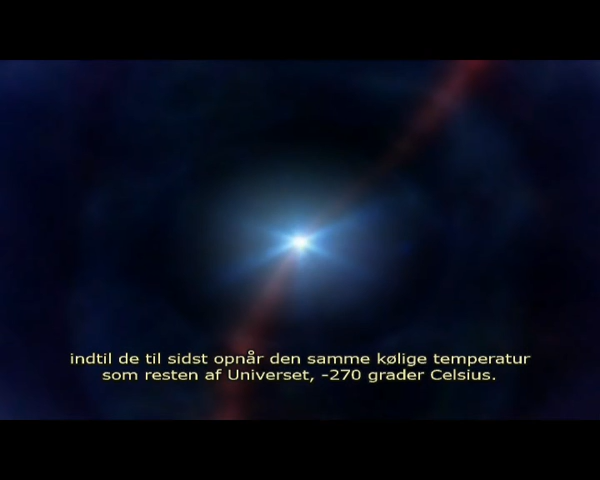 indtil de til sidst opnår den samme kølige temperatur
som resten af Universet, -270 grader Celsius.